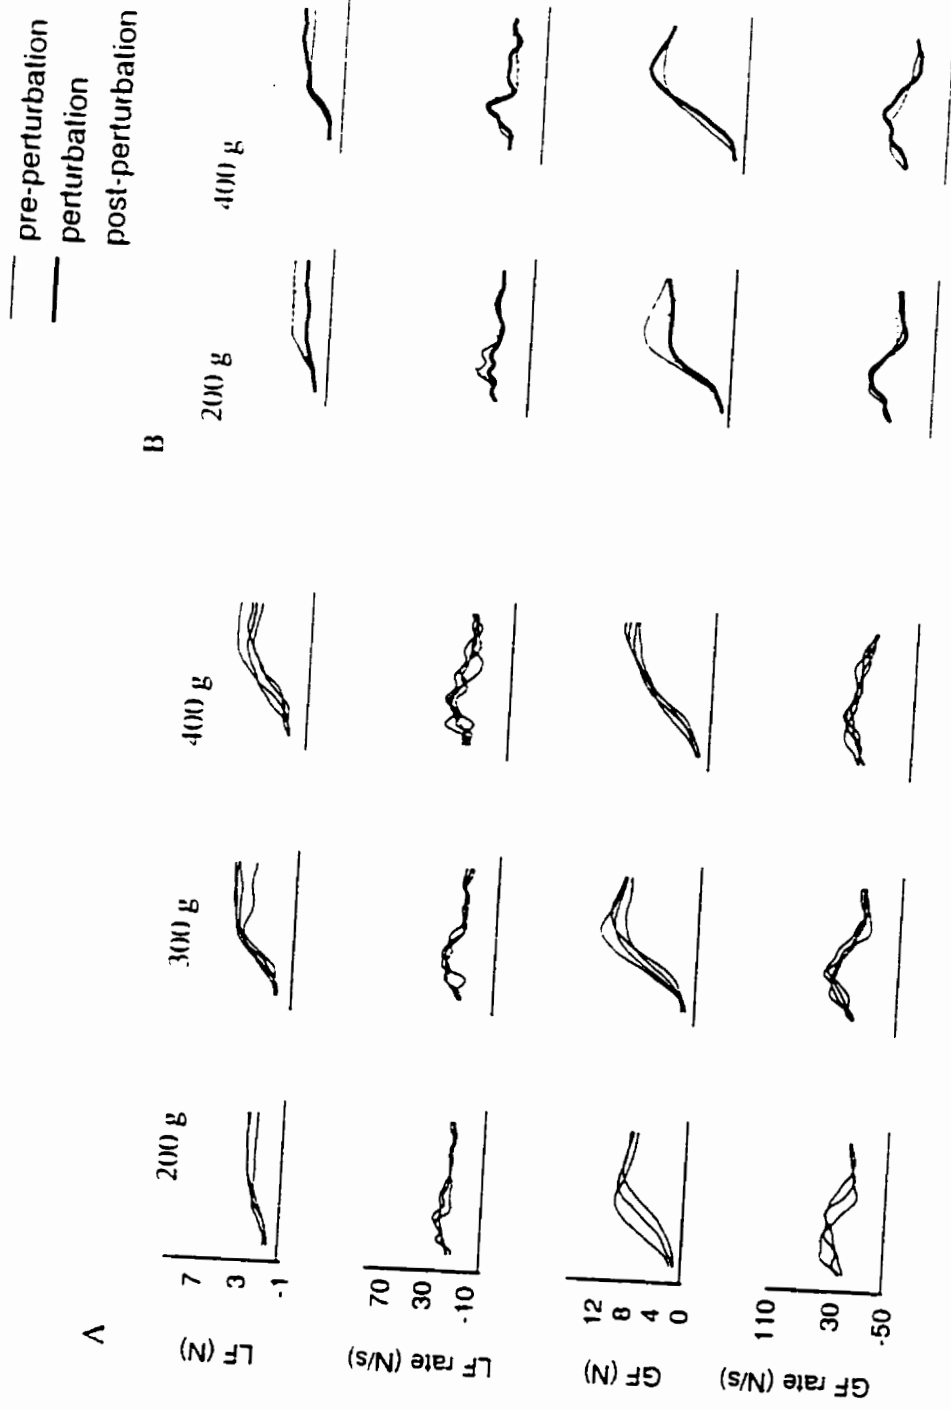 pre-perturbation
perturbation
post-perturbation
A
B
200 g
300 g
400 g
200 g
400 g
LF (N)
7
3
-1
LF rate (N/s)
70
30
-10
GF (N)
12
8
4
0
GF rate (N/s)
110
30
-50